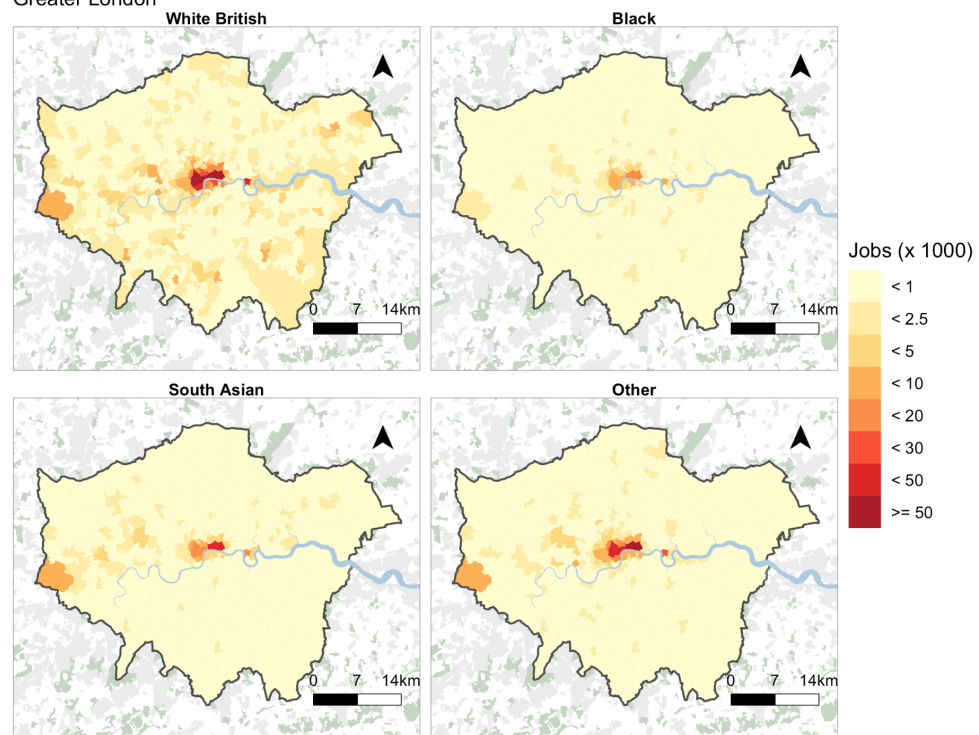 Greater London
White British
Black
0 7 14km
0 7 14km
South Asian
Other
0 7 14km
0 7 14km
Jobs (x 1000)
< 1
< 2.5
< 5
< 10
< 20
< 30
< 50
>= 50